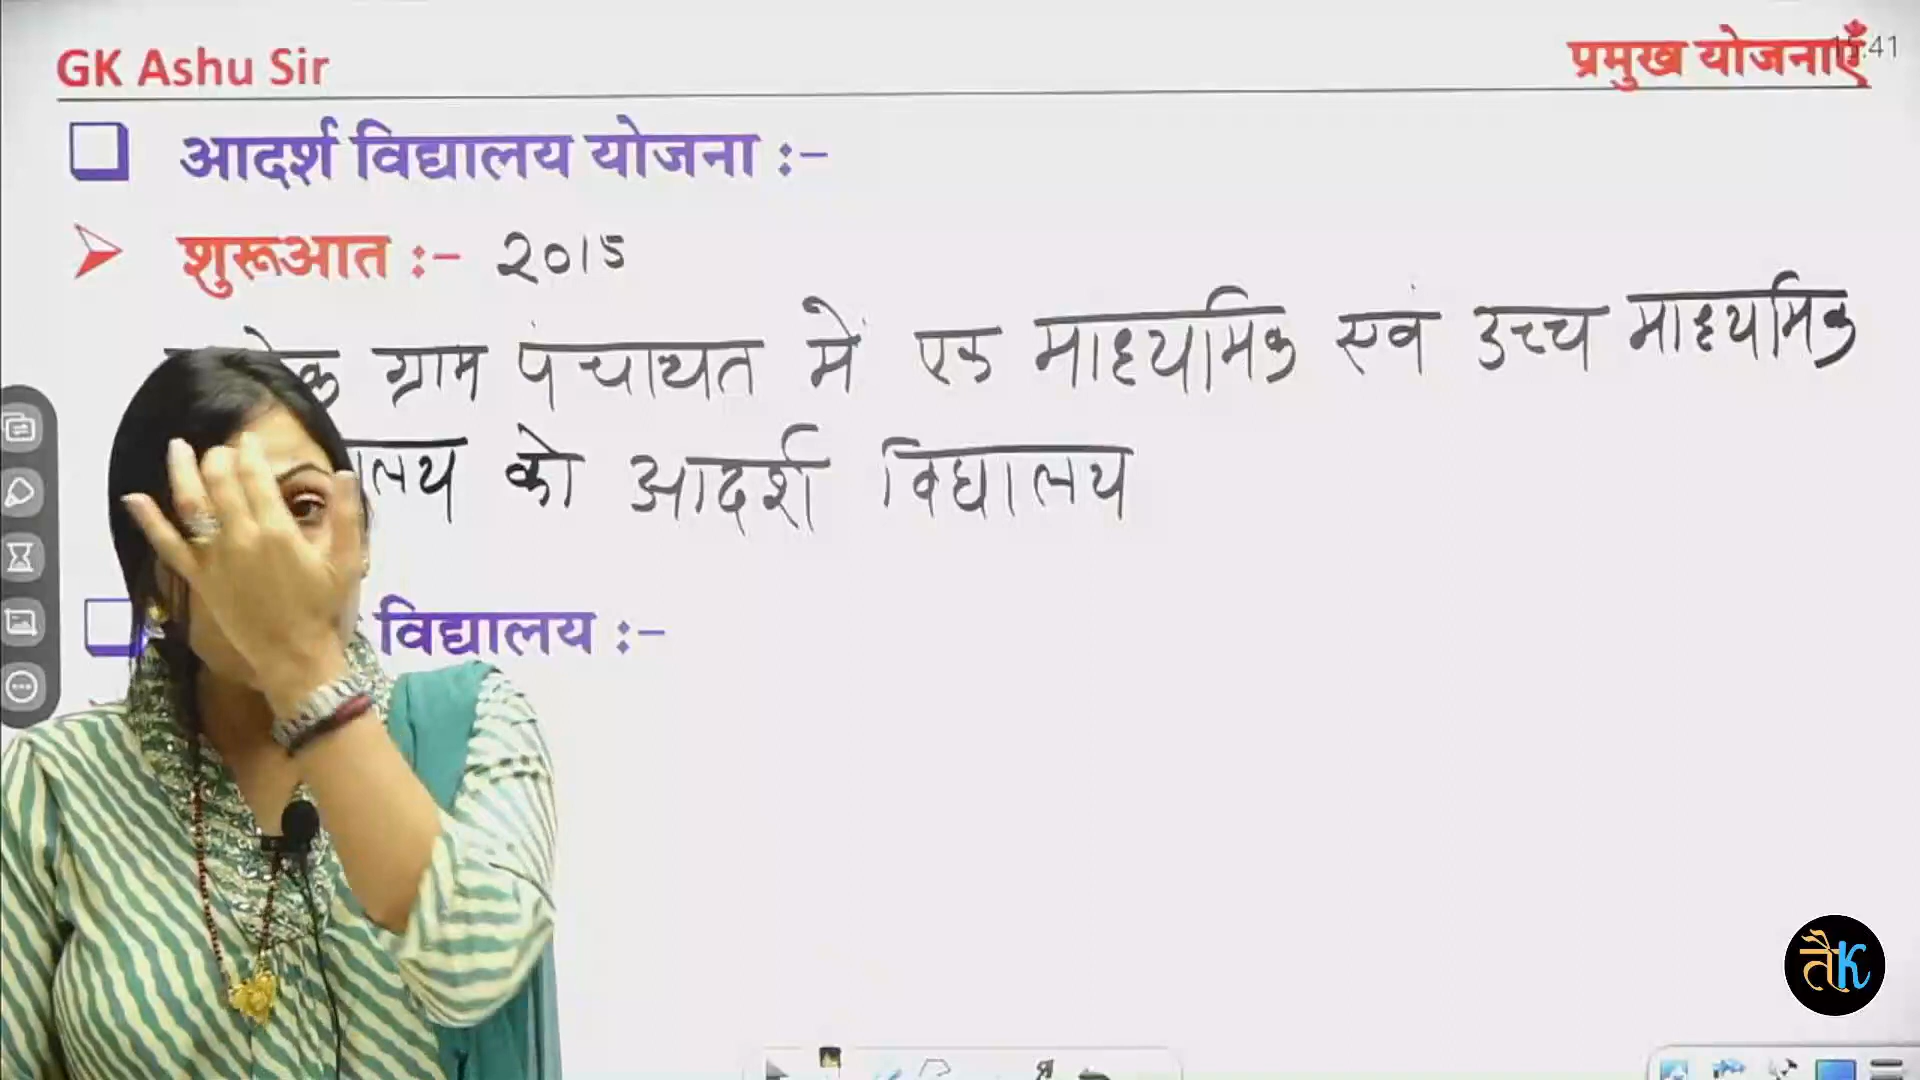 GK Ashu Sir
प्रमुख योजनाएँ
:41
आदर्श विद्यालय योजना :–
शुरूआत :– 2015
ग्राम पंचायत में एक माध्यमिक एवं उच्च माध्यमिक
को आदर्श विद्यालय
विद्यालय :–
तैK